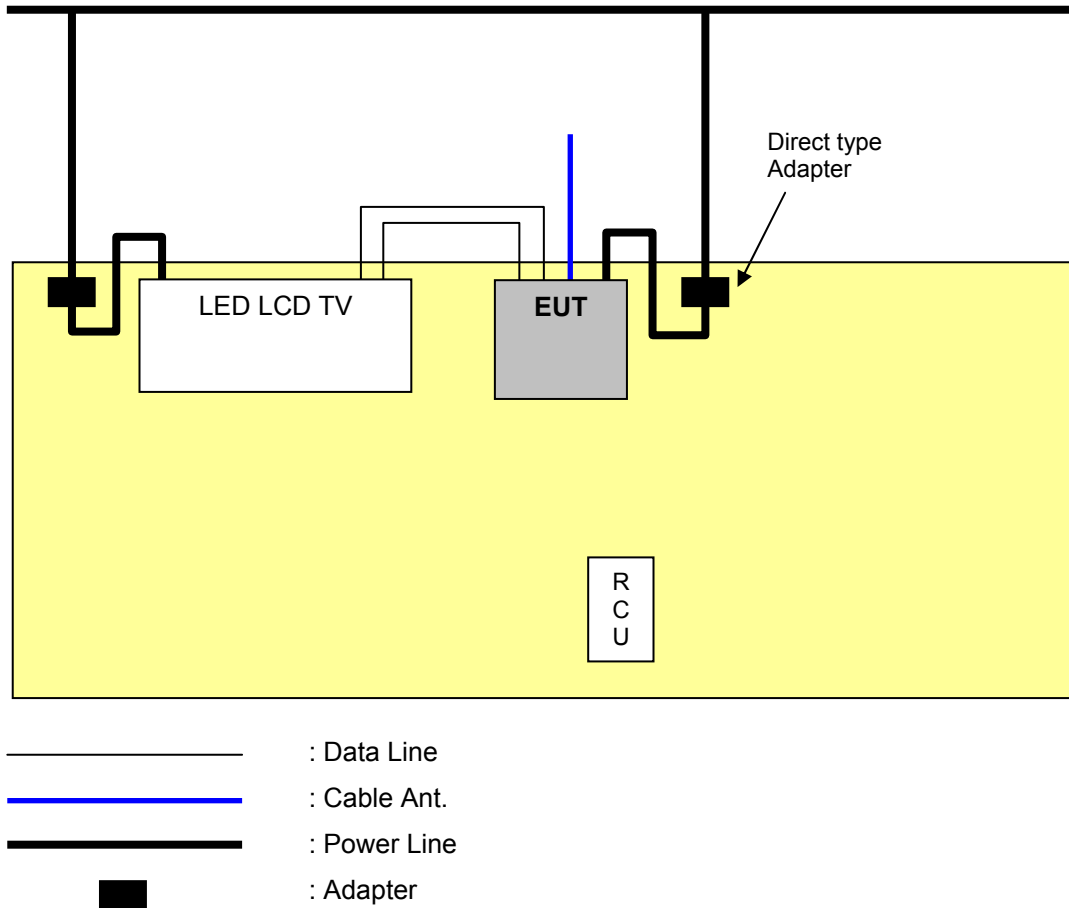 Direct type
Adapter
LED LCD TV
EUT
R
C
U
: Data Line
: Cable Ant.
: Power Line
: Adapter